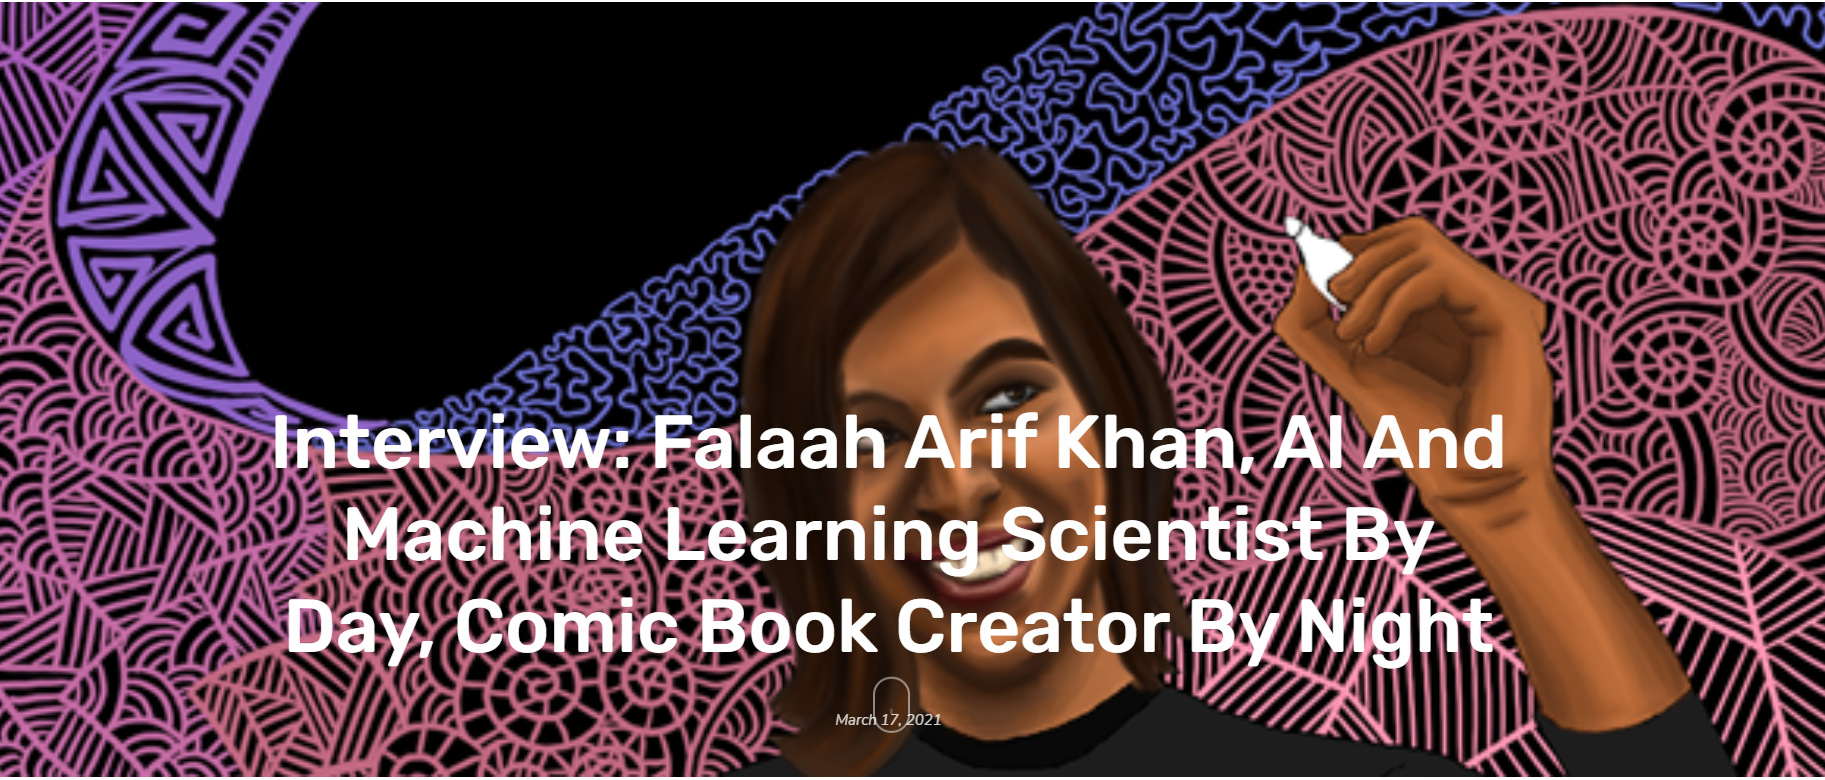 Interview: Falaah Arif Khan, AI And
Machine Learning Scientist By
Day, Comic Book Creator By Night
March 17, 2021